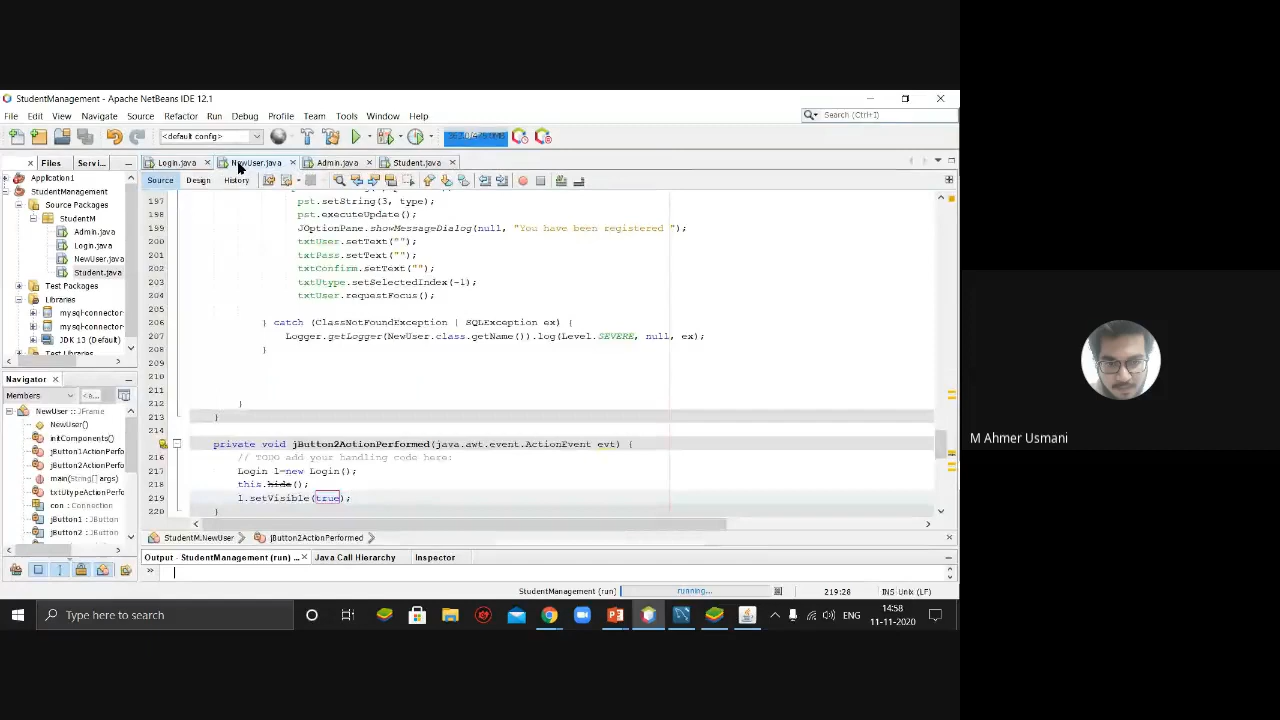 StudentManagement - Apache NetBeans IDE 12.1
File Edit View Navigate Source Refactor Run Debug Profile Team Tools Window Help
Search (Ctrl+I)
<default config>
Files Servi...
Login.java NewUser.java Admin.java Student.java
Source Design History
Application1
StudentManagement
Source Packages
StudentM
Admin.java
Login.java
NewUser.java
Student.java
Test Packages
Libraries
mysql-connector
mysql-connector
JDK 13 (Default)
Test Libraries
197 pst.setString(3, type);
198 pst.executeUpdate();
199 JOptionPane.showMessageDialog(null, "You have been registered ");
200 txtUser.setText("");
201 txtPass.setText("");
202 txtConfirm.setText("");
203 txtUtype.setSelectedIndex(-1);
204 txtUser.requestFocus();
205
206 } catch (ClassNotFoundException | SQLException ex) {
207 Logger.getLogger(NewUser.class.getName()).log(Level.SEVERE, null, ex);
208 }
209
210
211
212 }
213 }
214
private void jButton2ActionPerformed(java.awt.event.ActionEvent evt) {
216 // TODO add your handling code here:
217 Login l=new Login();
218 this.hide();
219 l.setVisible(true);
220 }
Navigator
Members <a...
NewUser :: JFrame
NewUser()
initComponents()
jButton1ActionPerfo
jButton2ActionPerfo
main(String[] args)
txtUtypeActionPerfo
con : Connection
jButton1 : JButton
jButton2 : JButton
StudentM.NewUser jButton2ActionPerformed
Output - StudentManagement (run) ... Java Call Hierarchy Inspector
StudentManagement (run) running... 219:28 INS Unix (LF)
Type here to search
ENG
14:58
11-11-2020
M Ahmer Usmani